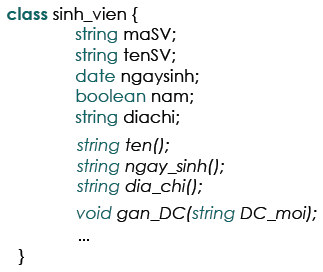 class sinh_vien {
string maSV;
string tenSV;
date ngaysinh;
boolean nam;
string diachi;
string ten();
string ngay_sinh();
string dia_chi();
void gan_DC(string DC_moi);
...
}